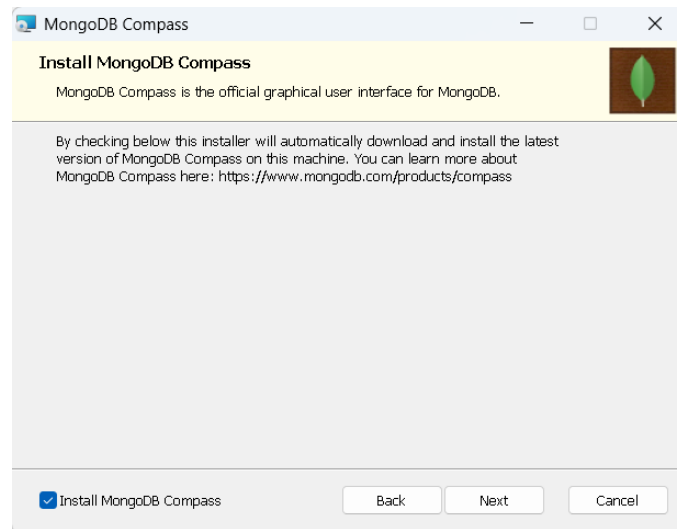 MongoDB Compass
Install MongoDB Compass
MongoDB Compass is the official graphical user interface for MongoDB.
By checking below this installer will automatically download and install the latest
version of MongoDB Compass on this machine. You can learn more about
MongoDB Compass here: https://www.mongodb.com/products/compass
Install MongoDB Compass
Back
Next
Cancel